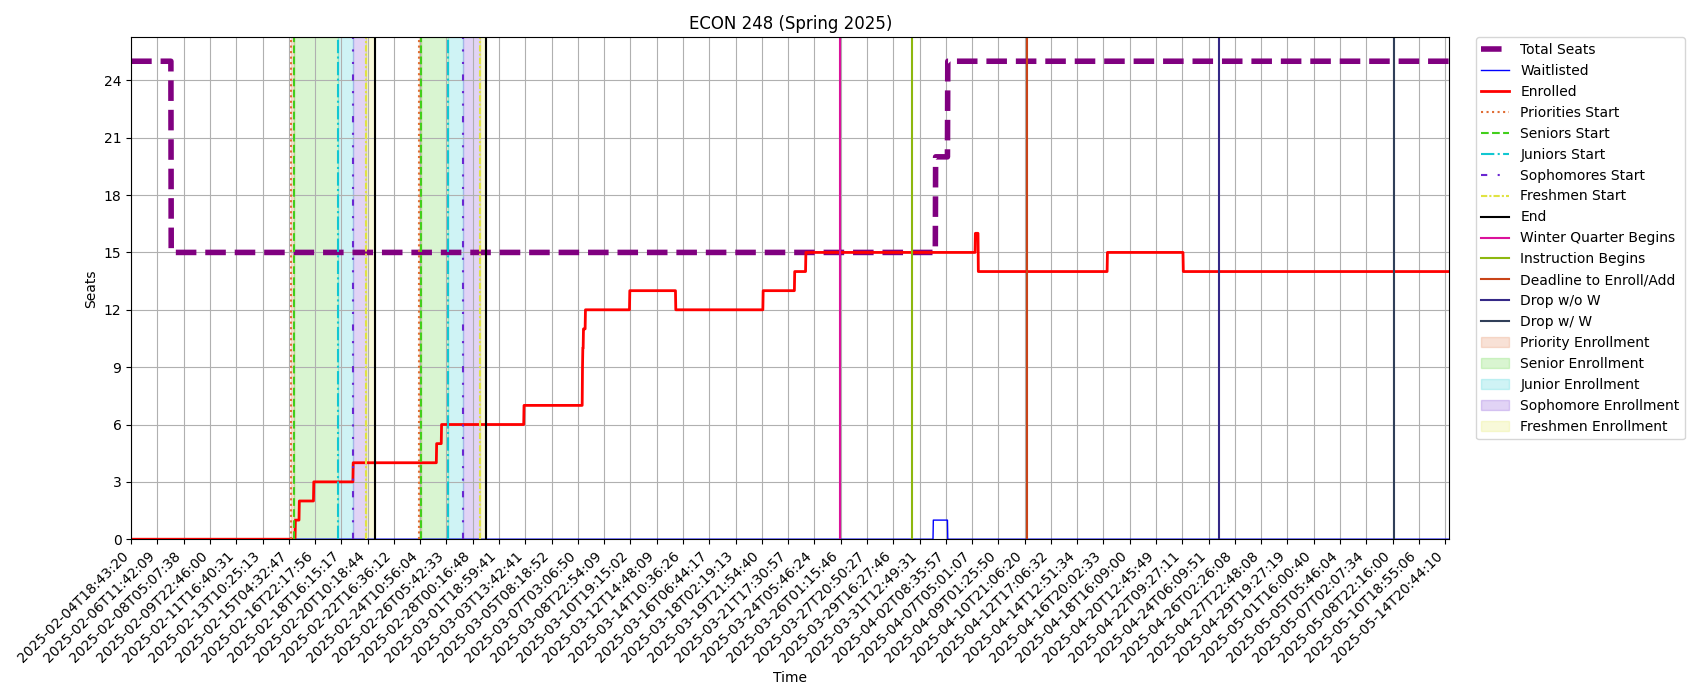 ECON 248 (Spring 2025)
Seats
24
21
18
15
12
9
6
3
0
2025-02-04T18:43:20
2025-02-06T11:42:09
2025-02-08T05:07:38
2025-02-09T22:46:00
2025-02-11T16:40:31
2025-02-13T10:25:13
2025-02-15T04:32:47
2025-02-16T22:17:56
2025-02-18T16:15:17
2025-02-20T10:18:44
2025-02-22T16:36:12
2025-02-24T10:56:04
2025-02-26T05:42:33
2025-02-28T00:16:48
2025-03-01T18:59:41
2025-03-03T13:42:41
2025-03-05T08:18:52
2025-03-07T03:06:50
2025-03-08T22:54:09
2025-03-10T19:15:02
2025-03-12T14:48:09
2025-03-14T10:36:26
2025-03-16T06:44:17
2025-03-18T02:19:13
2025-03-19T21:54:40
2025-03-21T17:30:57
2025-03-24T05:46:24
2025-03-26T01:15:46
2025-03-27T20:50:27
2025-03-29T16:27:46
2025-03-31T12:49:31
2025-04-02T08:35:57
2025-04-07T05:01:07
2025-04-09T01:25:50
2025-04-10T21:06:20
2025-04-12T17:06:32
2025-04-14T12:51:34
2025-04-16T20:02:33
2025-04-18T16:09:00
2025-04-20T12:45:49
2025-04-22T09:27:11
2025-04-24T06:09:51
2025-04-26T02:26:08
2025-04-27T22:48:08
2025-04-29T19:27:19
2025-05-01T16:00:40
2025-05-05T05:46:04
2025-05-07T02:07:34
2025-05-08T22:16:00
2025-05-10T18:55:06
2025-05-14T20:44:10
Time
Total Seats
Waitlisted
Enrolled
Priorities Start
Seniors Start
Juniors Start
Sophomores Start
Freshmen Start
End
Winter Quarter Begins
Instruction Begins
Deadline to Enroll/Add
Drop w/o W
Drop w/ W
Priority Enrollment
Senior Enrollment
Junior Enrollment
Sophomore Enrollment
Freshmen Enrollment